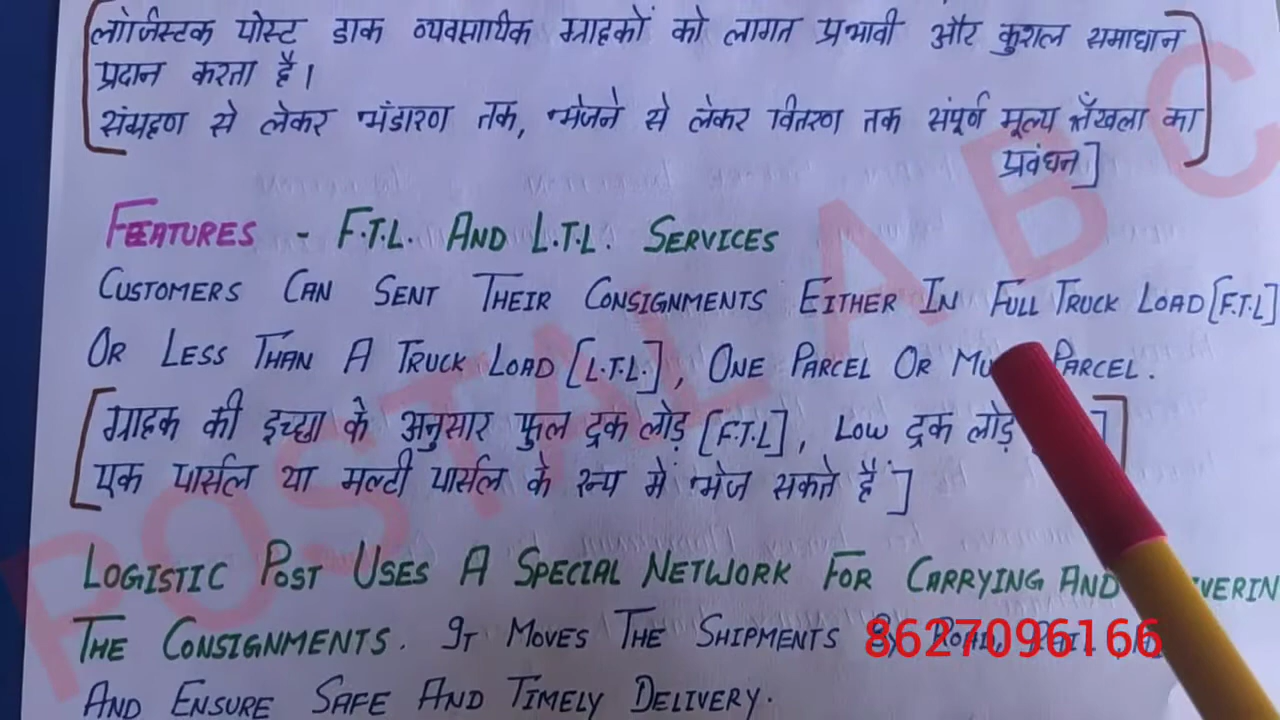 लॉजिस्टिक पोस्ट डाक व्यवसायिक ग्राहकों को लागत प्रभावी और कुशल समाधान
प्रदान करता है।
संग्रहण से लेकर भंडारण तक, भेजने से लेकर वितरण तक संपूर्ण मूल्य श्रृंखला का
प्रबंधन]
FEATURES - F.T.L. AND L.T.L. SERVICES
CUSTOMERS CAN SENT THEIR CONSIGNMENTS EITHER IN FULL TRUCK LOAD [F.T.L]
OR LESS THAN A TRUCK LOAD [L.T.L.], ONE PARCEL OR PARCEL.
[ग्राहक की इच्छा के अनुसार फुल ट्रक लोड़ [F.T.L], LOW ट्रक लोड़ ]
एक पार्सल या मल्टी पार्सल के रूप में भेज सकते हैं]
LOGISTIC POST USES A SPECIAL NETWORK FOR CARRYING AND
THE CONSIGNMENTS. IT MOVES THE SHIPMENTS BY ROAD,
AND ENSURE SAFE AND TIMELY DELIVERY.
8627096166
POSTAL ABC